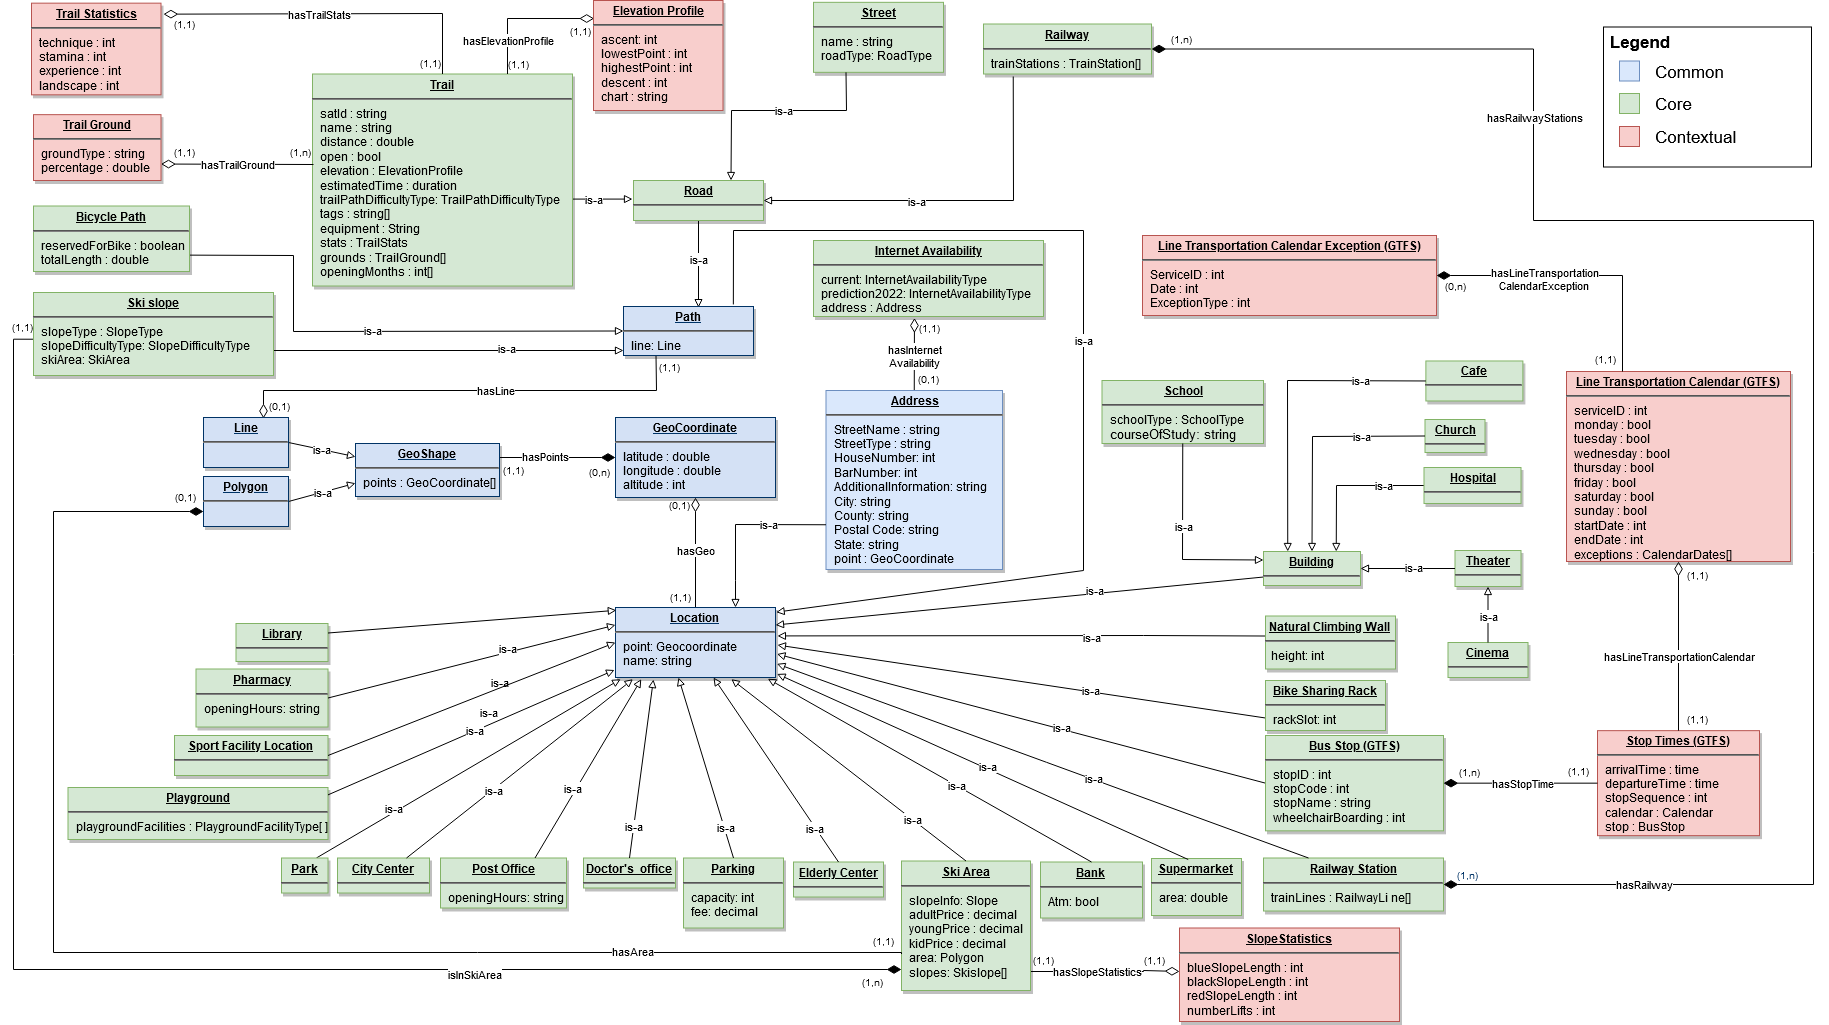 Trail Statistics
technique : int
stamina : int
experience : int
landscape : int
(1,1)
hasTrailStats
(1,1)
Elevation Profile
ascent: int
lowestPoint : int
highestPoint : int
descent : int
chart : string
(1,1)
hasElevationProfile
(1,1)
Street
name : string
roadType: RoadType
is-a
Railway
trainStations : TrainStation[]
(1,n)
hasRailwayStations
is-a
Legend
Common
Core
Contextual
Trail Ground
groundType : string
percentage : double
(1,1)
hasTrailGround
(1,n)
Trail
satId : string
name : string
distance : double
open : bool
elevation : ElevationProfile
estimatedTime : duration
trailPathDifficultyType: TrailPathDifficultyType
tags : string[]
equipment : String
stats : TrailStats
grounds : TrailGround[]
openingMonths : int[]
is-a
Road
is-a
Bicycle Path
reservedForBike : boolean
totalLength : double
is-a
Ski slope
slopeType : SlopeType
slopeDifficultyType: SlopeDifficultyType
skiArea: SkiArea
(1,1)
is-a
Path
line: Line
(1,1)
is-a
hasLine
(0,1)
Internet Availability
current: InternetAvailabilityType
prediction2022: InternetAvailabilityType
address : Address
(1,1)
hasInternet
Availability
(0,1)
Line Transportation Calendar Exception (GTFS)
ServiceID : int
Date : int
ExceptionType : int
(0,n)
hasLineTransportation
CalendarException
(1,1)
Line Transportation Calendar (GTFS)
serviceID : int
monday : bool
tuesday : bool
wednesday : bool
thursday : bool
friday : bool
saturday : bool
sunday : bool
startDate : int
endDate : int
exceptions : CalendarDates[]
(1,1)
hasLineTransportationCalendar
(1,1)
Line
is-a
Polygon
is-a
(0,1)
GeoShape
points : GeoCoordinate[]
(1,1)
hasPoints
(0,n)
GeoCoordinate
latitude : double
longitude : double
altitude : int
(0,1)
hasGeo
(1,1)
Address
StreetName : string
StreetType : string
HouseNumber: int
BarNumber: int
AdditionalInformation: string
City: string
County: string
Postal Code: string
State: string
point : GeoCoordinate
is-a
School
schoolType : SchoolType
courseOfStudy: string
is-a
Cafe
is-a
Church
is-a
Hospital
is-a
Building
is-a
Theater
is-a
is-a
Cinema
Location
point: Geocoordinate
name: string
Library
Pharmacy
openingHours: string
is-a
Sport Facility Location
is-a
is-a
Playground
playgroundFacilities : PlaygroundFacilityType[ ]
is-a
Natural Climbing Wall
height: int
is-a
Bike Sharing Rack
rackSlot: int
is-a
Bus Stop (GTFS)
stopID : int
stopCode : int
stopName : string
wheelchairBoarding : int
is-a
(1,n)
hasStopTime
(1,1)
Stop Times (GTFS)
arrivalTime : time
departureTime : time
stopSequence : int
calendar : Calendar
stop : BusStop
Park
is-a
City Center
is-a
Post Office
openingHours: string
is-a
Doctor's office
is-a
Parking
capacity: int
fee: decimal
is-a
Elderly Center
is-a
Ski Area
slopeInfo: Slope
adultPrice : decimal
youngPrice : decimal
kidPrice : decimal
area: Polygon
slopes: Skislope[]
is-a
Bank
Atm: bool
is-a
Supermarket
area: double
is-a
Railway Station
trainLines : RailwayLi ne[]
is-a
(1,n)
hasRailway
hasArea
(1,1)
isInSkiArea
(1,n)
(1,1)
hasSlopeStatistics
(1,1)
SlopeStatistics
blueSlopeLength : int
blackSlopeLength : int
redSlopeLength : int
numberLifts : int